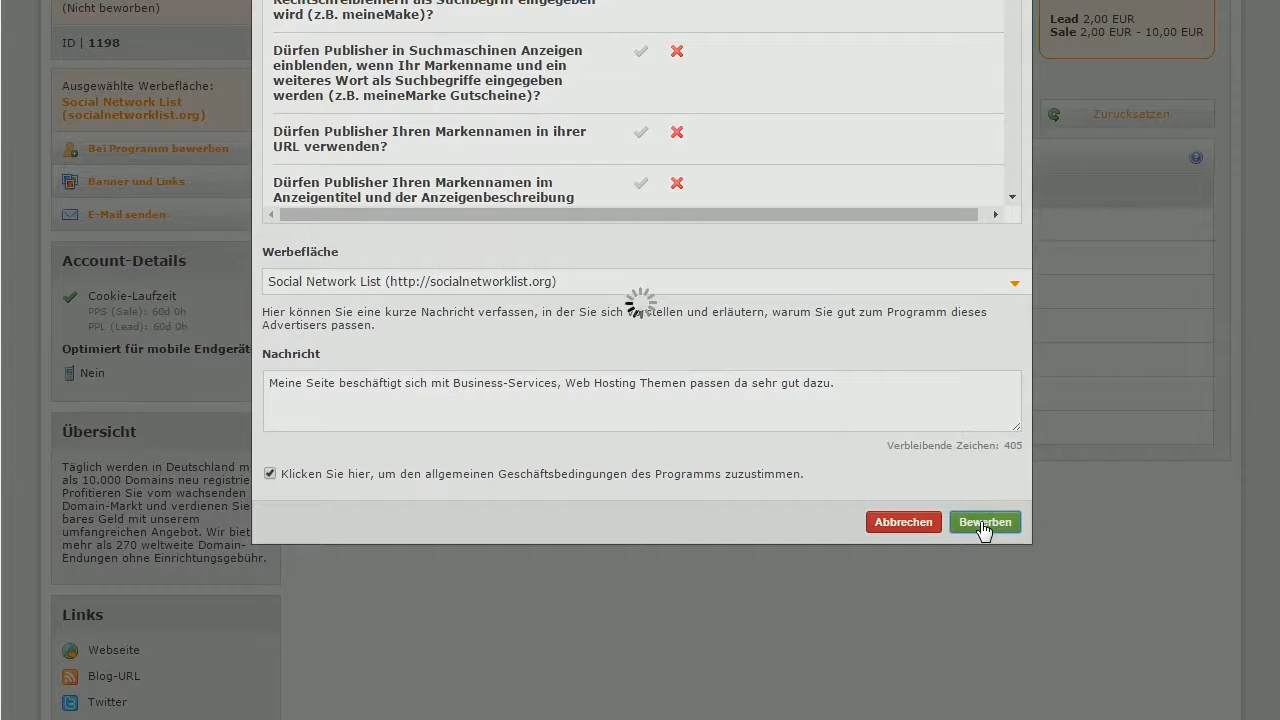 (Nicht beworben)
ID | 1198
Ausgewählte Werbefläche:
Social Network List
(socialnetworklist.org)
Bei Programm bewerben
Banner und Links
E-Mail senden
Account-Details
Cookie-Laufzeit
PPS (Sale): 60d 0h
PPL (Lead): 60d 0h
Optimiert für mobile Endgerät
Nein
Übersicht
Täglich werden in Deutschland m
als 10.000 Domains neu registrie
Profitieren Sie vom wachsenden
Domain-Markt und verdienen Sie
bares Geld mit unserem
umfangreichen Angebot. Wir biet
mehr als 270 weltweite Domain-
Endungen ohne Einrichtungsgebühr.
Links
Webseite
Blog-URL
Twitter
Rechtschreibfehlern als Suchbegriff eingegeben
wird (z.B. meineMake)?
Dürfen Publisher in Suchmaschinen Anzeigen
einblenden, wenn Ihr Markenname und ein
weiteres Wort als Suchbegriffe eingegeben
werden (z.B. meineMarke Gutscheine)?
Dürfen Publisher Ihren Markennamen in ihrer
URL verwenden?
Dürfen Publisher Ihren Markennamen im
Anzeigentitel und der Anzeigenbeschreibung
Werbefläche
Social Network List (http://socialnetworklist.org)
Hier können Sie eine kurze Nachricht verfassen, in der Sie sich stellen und erläutern, warum Sie gut zum Programm dieses
Advertisers passen.
Nachricht
Meine Seite beschäftigt sich mit Business-Services, Web Hosting Themen passen da sehr gut dazu.
Verbleibende Zeichen: 405
Klicken Sie hier, um den allgemeinen Geschäftsbedingungen des Programms zuzustimmen.
Abbrechen
Bewerben
Lead 2,00 EUR
Sale 2,00 EUR - 10,00 EUR
Zurücksetzen